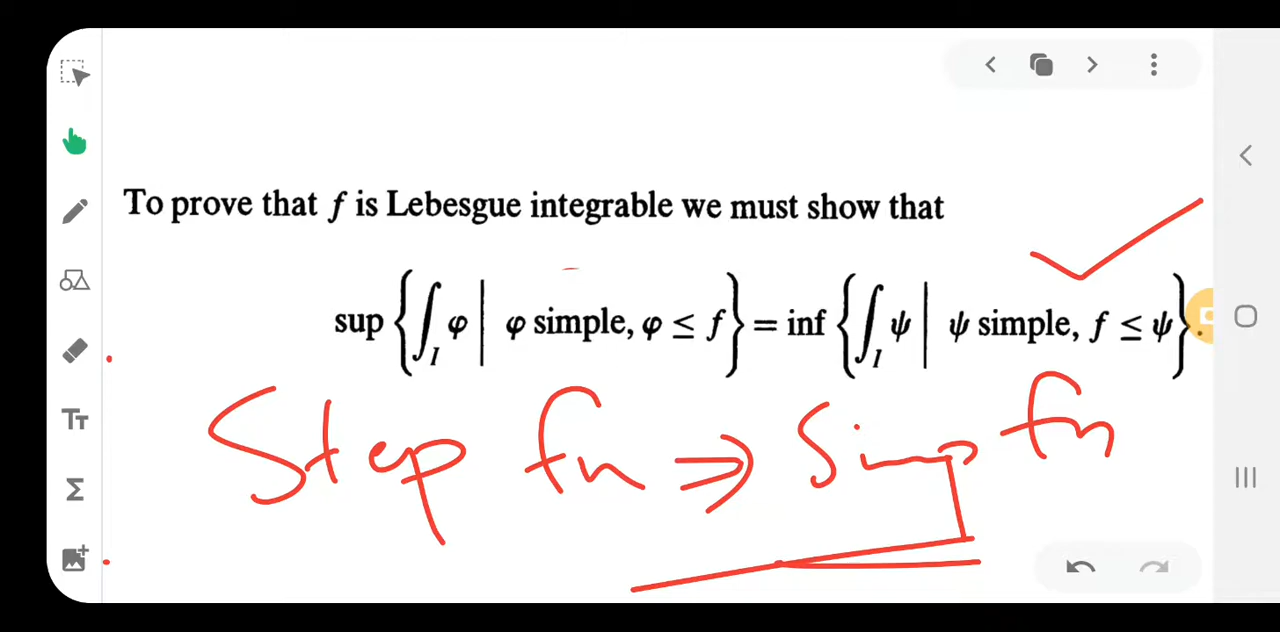 To prove that f is Lebesgue integrable we must show that
sup {∫_I φ | φ simple, φ ≤ f} = inf {∫_I ψ | ψ simple, f ≤ ψ}.
Step fn ⇒ Simp fn
TT
Σ